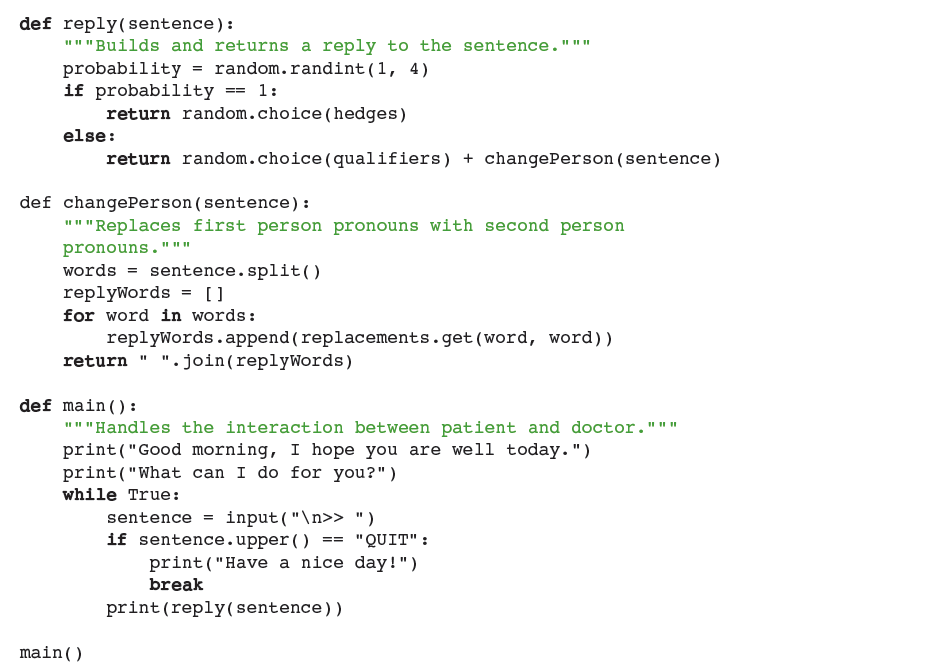 def reply(sentence):
    """Builds and returns a reply to the sentence."""
    probability = random.randint(1, 4)
    if probability == 1:
        return random.choice(hedges)
    else:
        return random.choice(qualifiers) + changePerson(sentence)

def changePerson(sentence):
    """Replaces first person pronouns with second person
    pronouns."""
    words = sentence.split()
    replyWords = []
    for word in words:
        replyWords.append(replacements.get(word, word))
    return " ".join(replyWords)

def main():
    """Handles the interaction between patient and doctor."""
    print("Good morning, I hope you are well today.")
    print("What can I do for you?")
    while True:
        sentence = input("\n>> ")
        if sentence.upper() == "QUIT":
            print("Have a nice day!")
            break
        print(reply(sentence))

main()